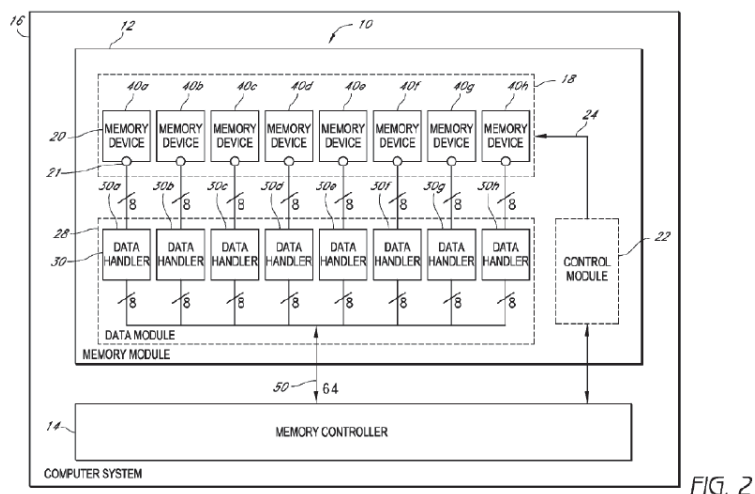 16
12
10
40a 40b 40c 40d 40e 40f 40g 40h
18
20
MEMORY DEVICE MEMORY DEVICE MEMORY DEVICE MEMORY DEVICE MEMORY DEVICE MEMORY DEVICE MEMORY DEVICE MEMORY DEVICE
24
21
30a 30b 30c 30d 30e 30f 30g 30h
8 8 8 8 8 8 8 8
28
22
30
DATA HANDLER DATA HANDLER DATA HANDLER DATA HANDLER DATA HANDLER DATA HANDLER DATA HANDLER DATA HANDLER
CONTROL MODULE
8 8 8 8 8 8 8 8
DATA MODULE
MEMORY MODULE
50
64
14
MEMORY CONTROLLER
COMPUTER SYSTEM
FIG. 2